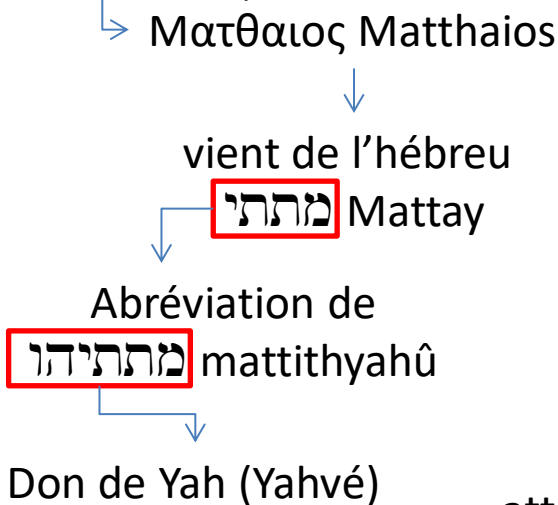 Ματθαιος Matthaios
vient de l’hébreu
מתתי Mattay
Abréviation de
מתתיהו mattithyahû
Don de Yah (Yahvé)